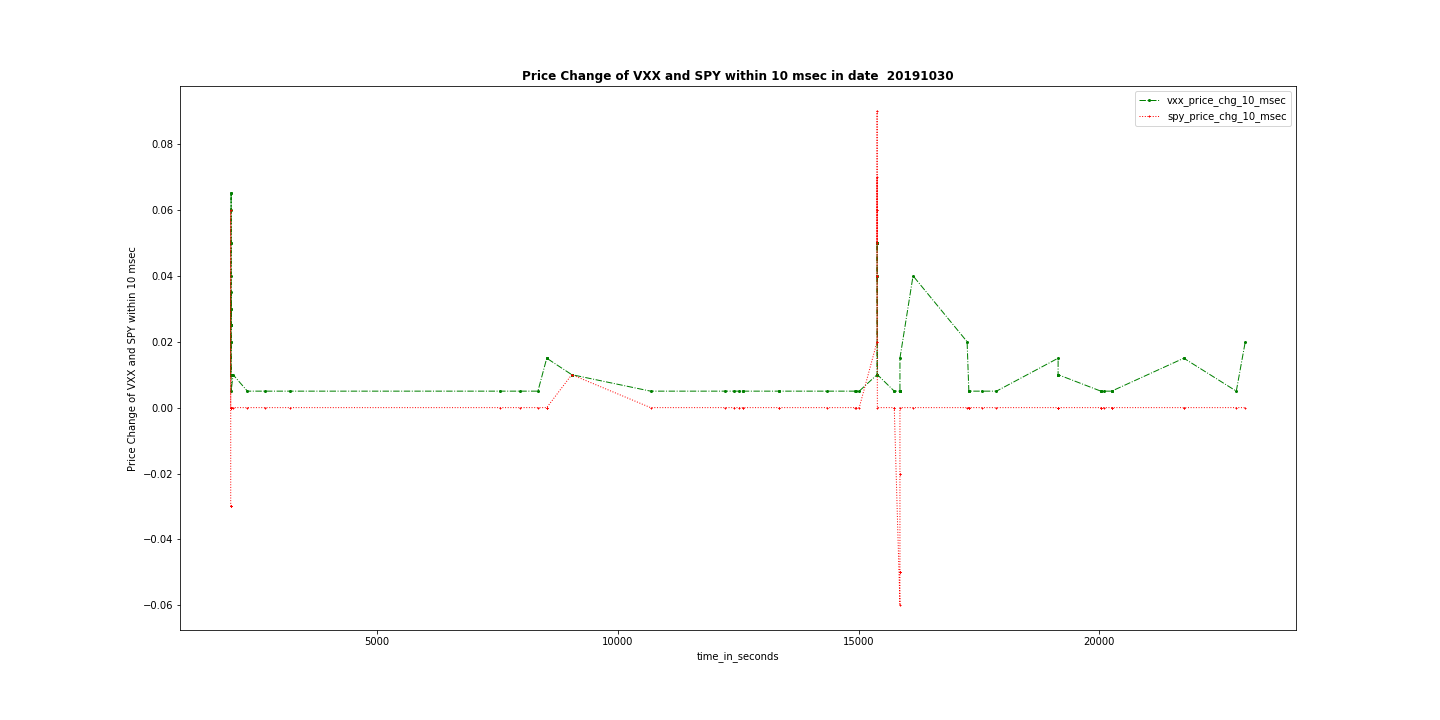 Price Change of VXX and SPY within 10 msec in date  20191030
vxx_price_chg_10_msec
spy_price_chg_10_msec
Price Change of VXX and SPY within 10 msec
0.08
0.06
0.04
0.02
0.00
−0.02
−0.04
−0.06
5000
10000
15000
20000
time_in_seconds